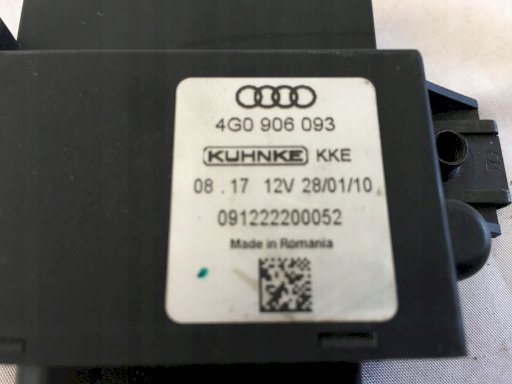 4G0 906 093
KUHNKE KKE
08 . 17 12V 28/01/10
091222200052
Made in Romania